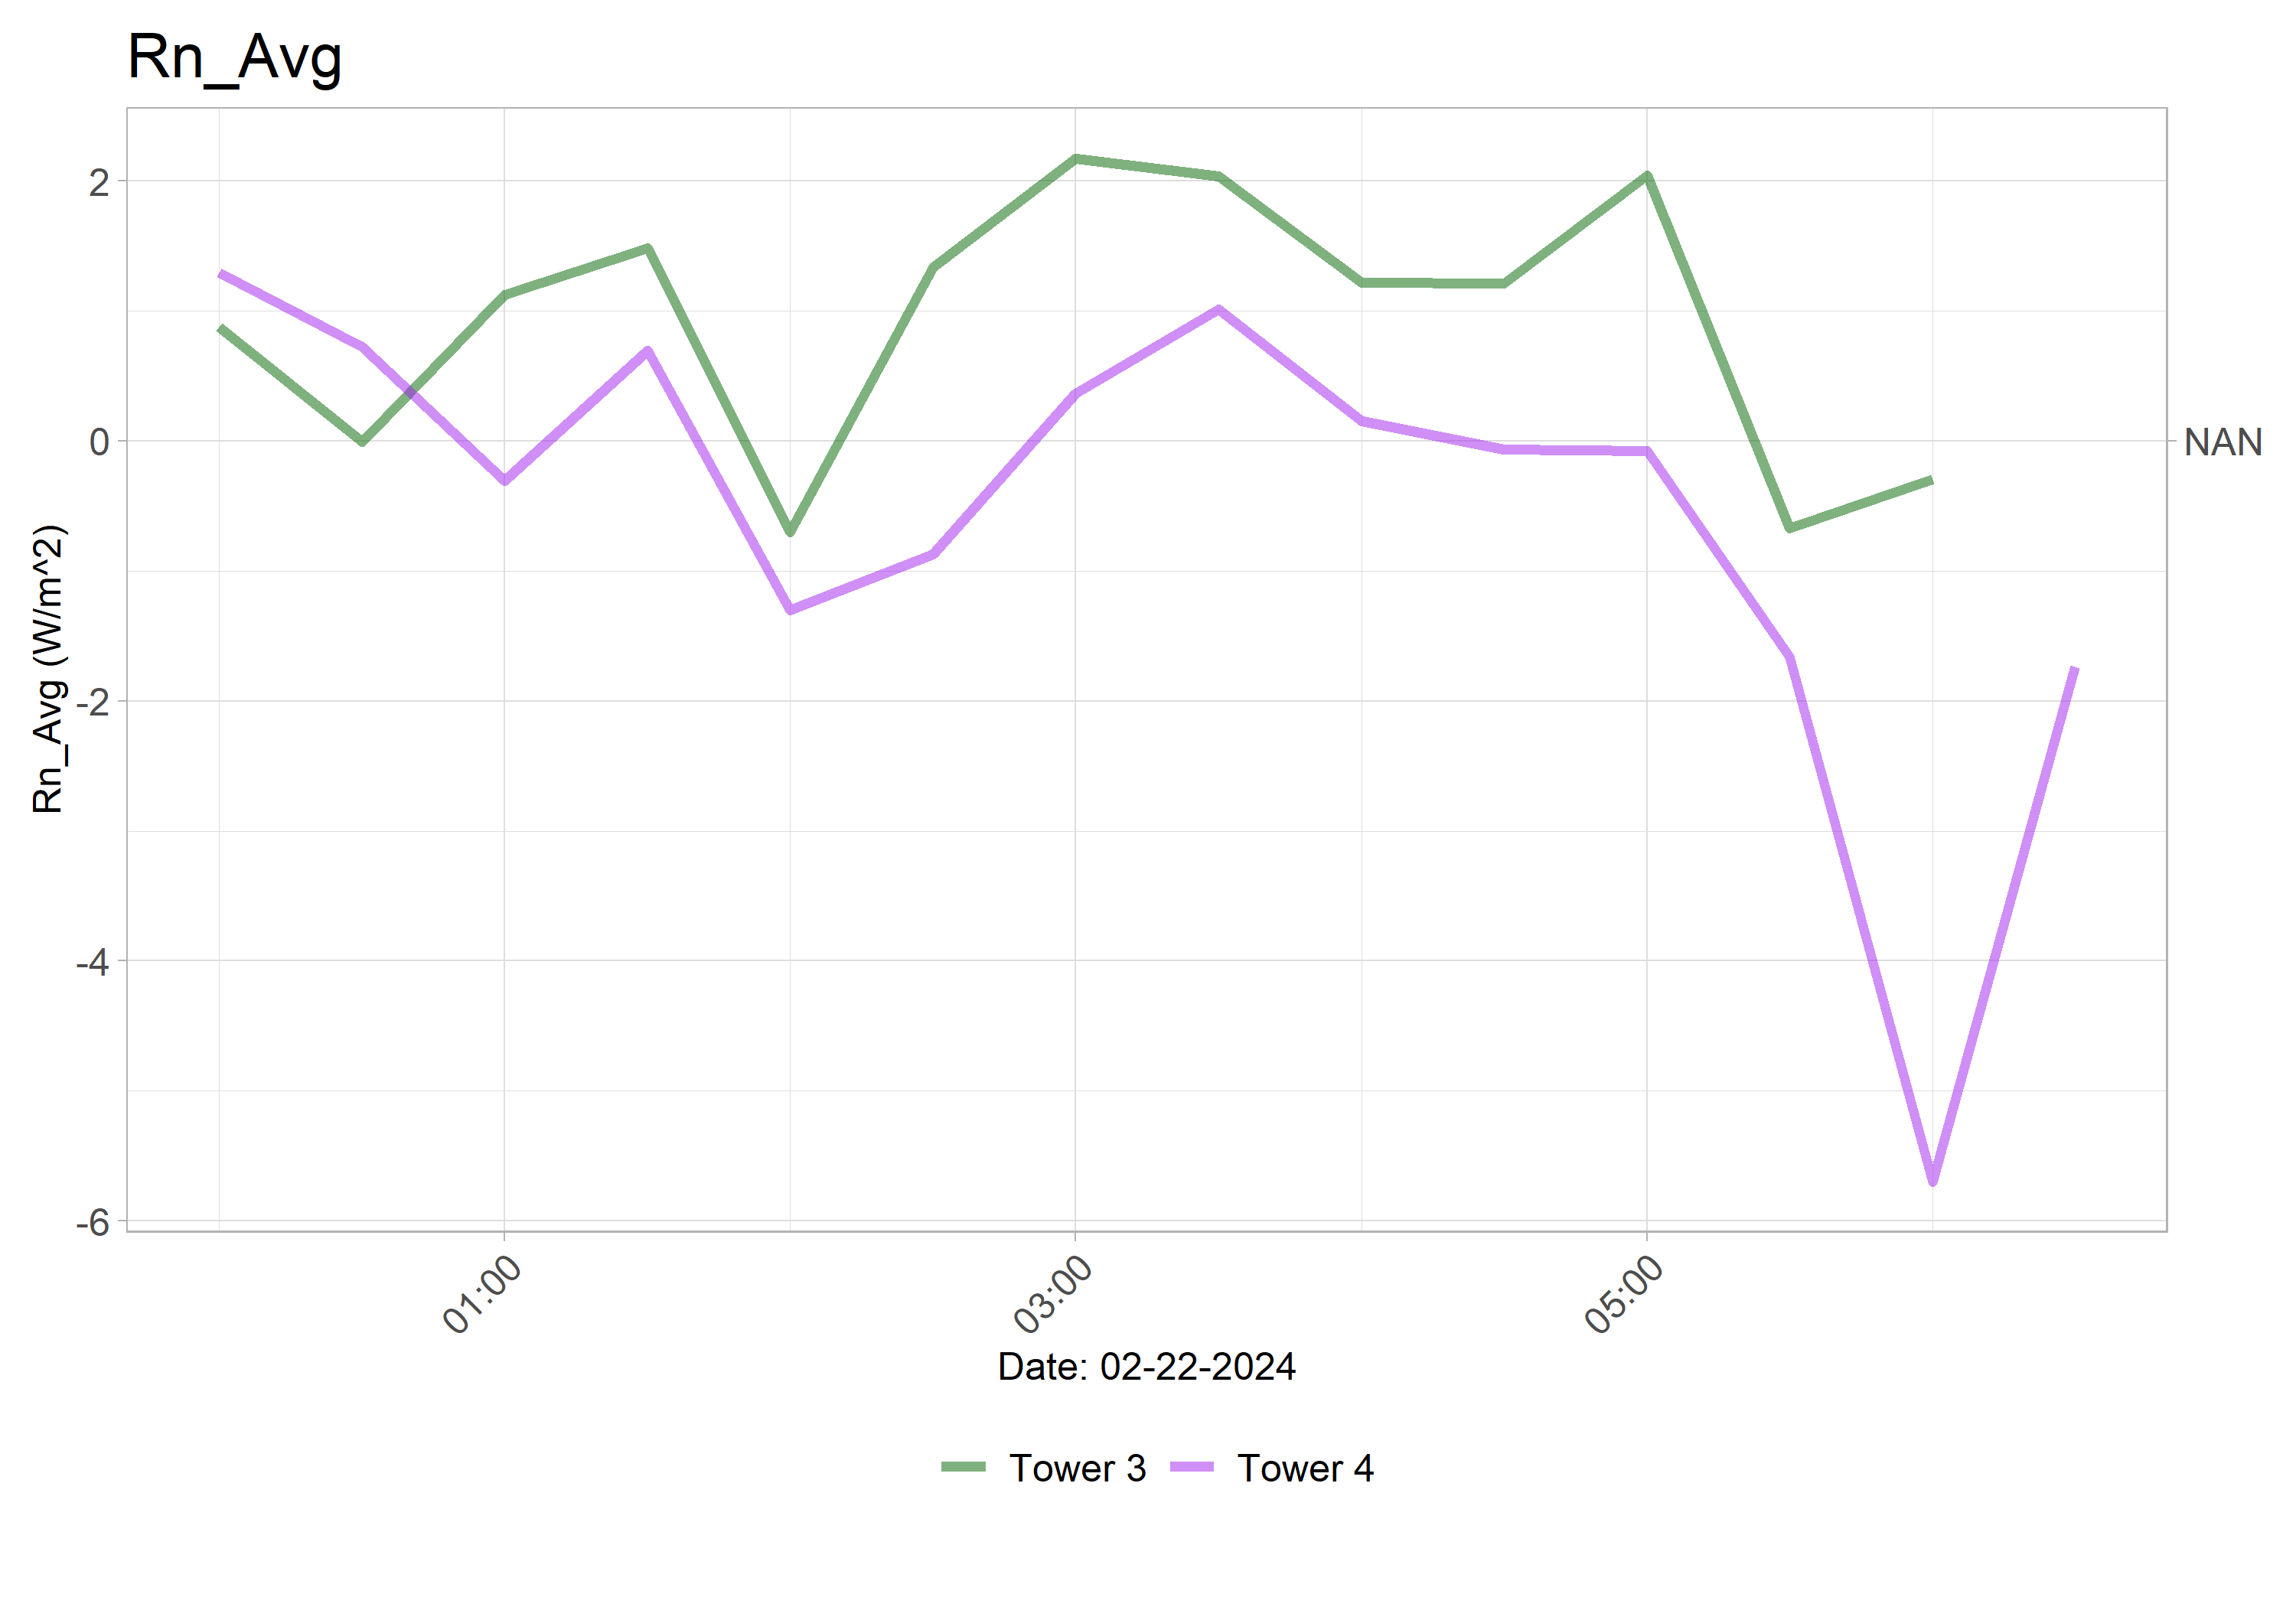 Rn_Avg
2
0
-2
-4
-6
Rn_Avg (W/m^2)
NAN
01:00
03:00
05:00
Date: 02-22-2024
Tower 3
Tower 4